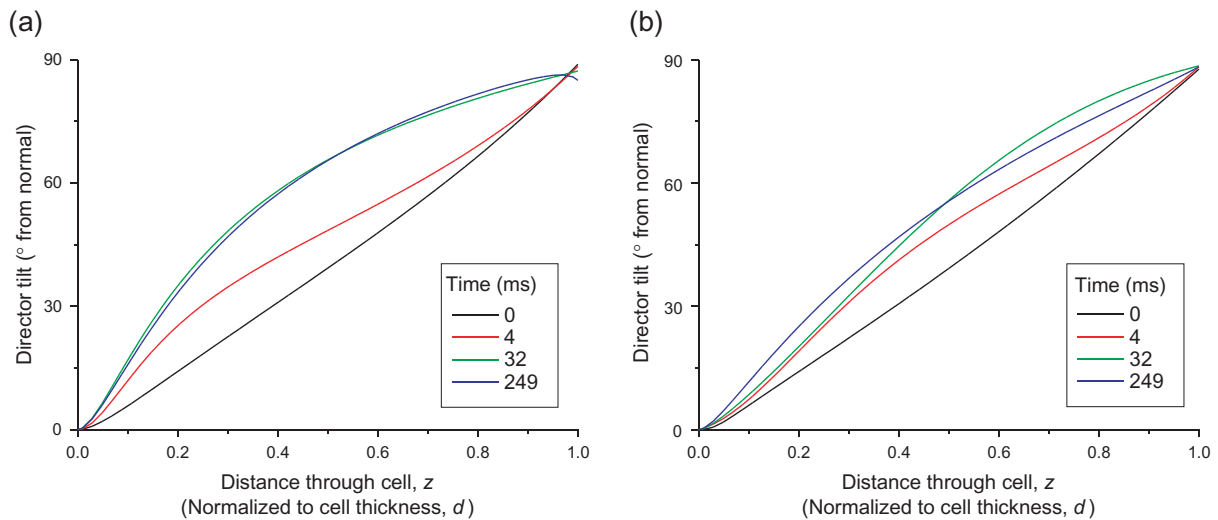 (a)
90
60
30
0
Director tilt (° from normal)
0.0 0.2 0.4 0.6 0.8 1.0
Distance through cell, z
(Normalized to cell thickness, d )
Time (ms)
0
4
32
249
(b)
90
60
30
0
Director tilt (° from normal)
0.0 0.2 0.4 0.6 0.8 1.0
Distance through cell, z
(Normalized to cell thickness, d )
Time (ms)
0
4
32
249